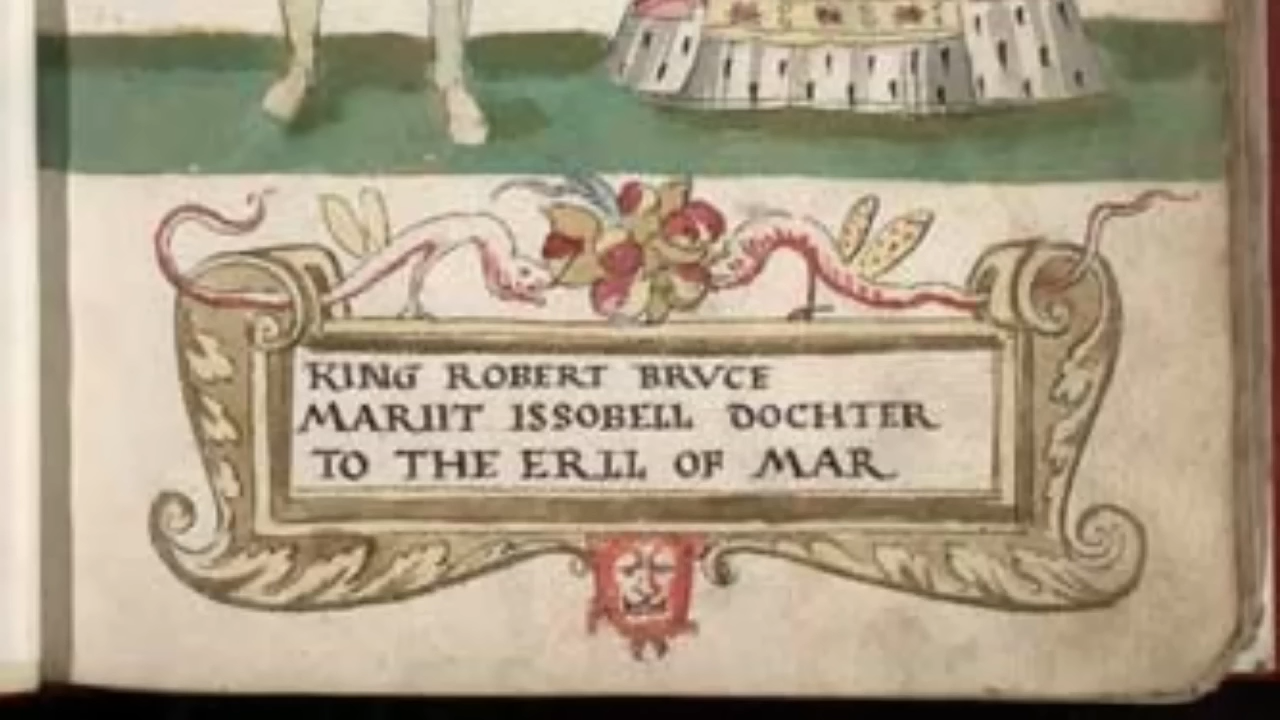 KING ROBERT BRVCE
MARIIT ISSOBELL DOCHTER
TO THE ERLL OF MAR